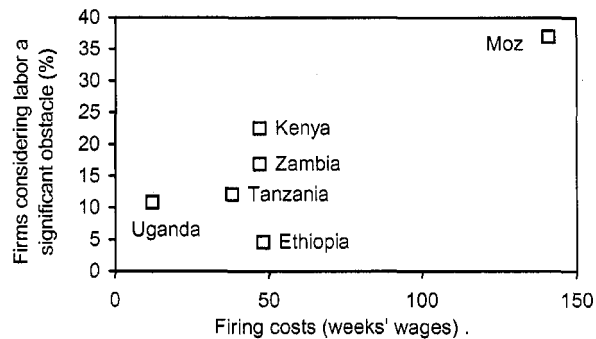 Firms considering labor a
significant obstacle (%)
40
35
30
25
20
15
10
5
0
Moz
Kenya
Zambia
Tanzania
Uganda
Ethiopia
0 50 100 150
Firing costs (weeks' wages) .